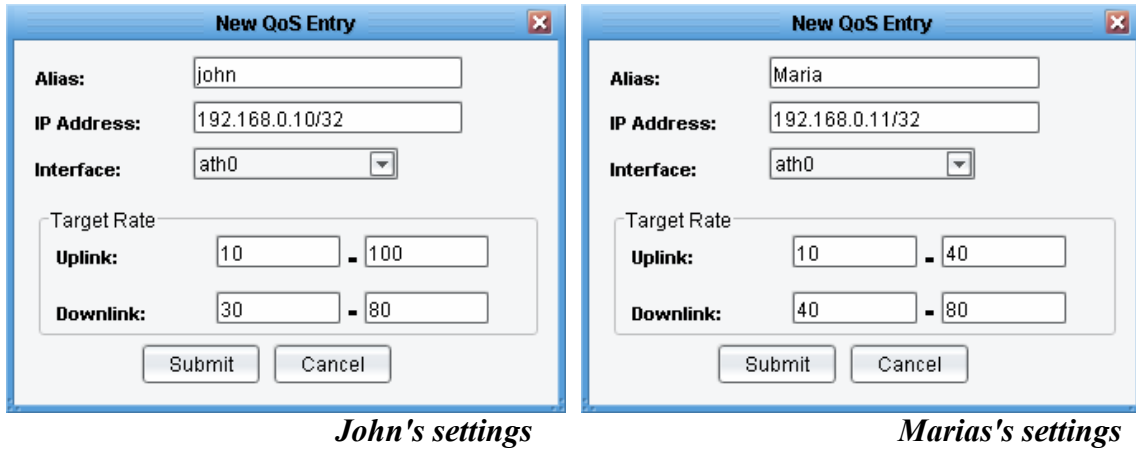 New QoS Entry
Alias: john
IP Address: 192.168.0.10/32
Interface: ath0
Target Rate
Uplink: 10 - 100
Downlink: 30 - 80
Submit Cancel
John's settings
New QoS Entry
Alias: Maria
IP Address: 192.168.0.11/32
Interface: ath0
Target Rate
Uplink: 10 - 40
Downlink: 40 - 80
Submit Cancel
Marias's settings